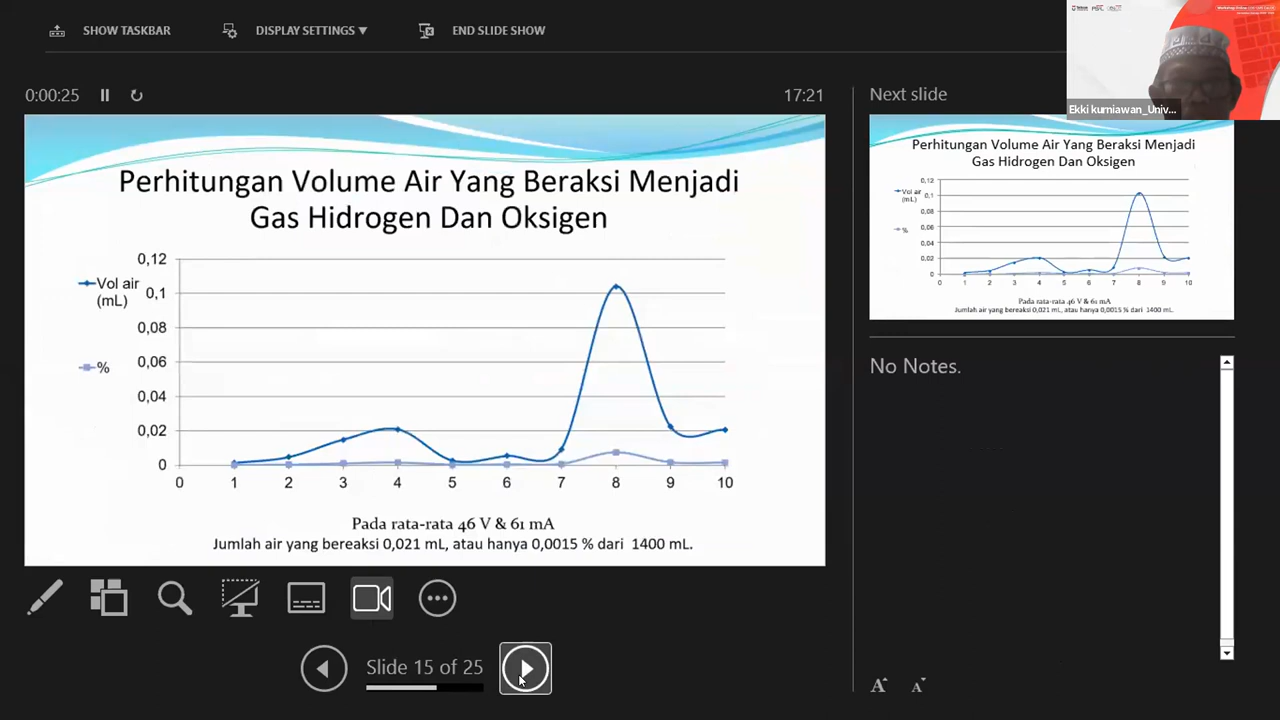 SHOW TASKBAR
DISPLAY SETTINGS ▼
END SLIDE SHOW
Ekki kurniawan_Univ...
0:00:25
17:21
Perhitungan Volume Air Yang Beraksi Menjadi
Gas Hidrogen Dan Oksigen
Vol air
(mL)
%
0,12
0,1
0,08
0,06
0,04
0,02
0
0 1 2 3 4 5 6 7 8 9 10
Pada rata-rata 46 V & 61 mA
Jumlah air yang bereaksi 0,021 mL, atau hanya 0,0015 % dari 1400 mL.
Slide 15 of 25
Next slide
Perhitungan Volume Air Yang Beraksi Menjadi
Gas Hidrogen Dan Oksigen
Vol air
(mL)
%
0,12
0,1
0,08
0,06
0,04
0,02
0
0 1 2 3 4 5 6 7 8 9 10
Pada rata-rata 46 V & 61 mA
Jumlah air yang bereaksi 0,021 mL, atau hanya 0,0015 % dari 1400 mL.
No Notes.
A A